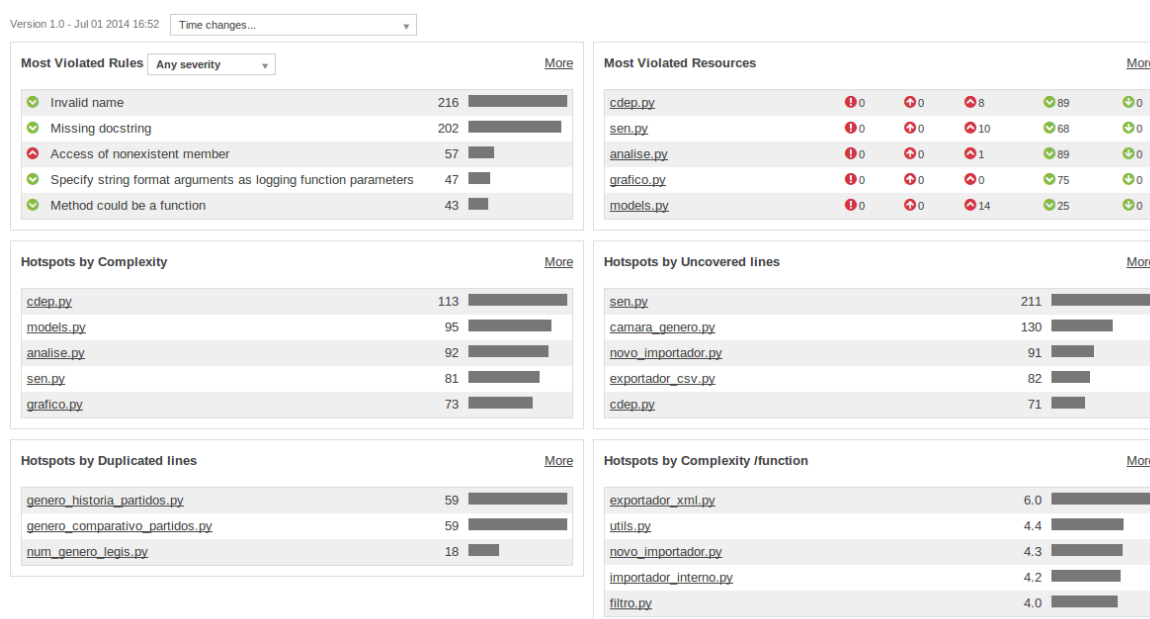 Version 1.0 - Jul 01 2014 16:52 Time changes...
Most Violated Rules Any severity More
Invalid name 216
Missing docstring 202
Access of nonexistent member 57
Specify string format arguments as logging function parameters 47
Method could be a function 43
Most Violated Resources More
cdep.py 0 0 8 89 0
sen.py 0 0 10 68 0
analise.py 0 0 1 89 0
grafico.py 0 0 0 75 0
models.py 0 0 14 25 0
Hotspots by Complexity More
cdep.py 113
models.py 95
analise.py 92
sen.py 81
grafico.py 73
Hotspots by Uncovered lines More
sen.py 211
camara_genero.py 130
novo_importador.py 91
exportador_csv.py 82
cdep.py 71
Hotspots by Duplicated lines More
genero_historia_partidos.py 59
genero_comparativo_partidos.py 59
num_genero_legis.py 18
Hotspots by Complexity /function More
exportador_xml.py 6.0
utils.py 4.4
novo_importador.py 4.3
importador_interno.py 4.2
filtro.py 4.0